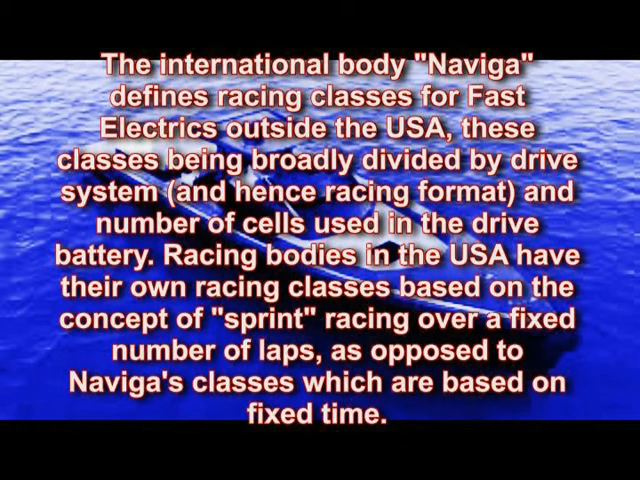 The international body "Naviga"
defines racing classes for Fast
Electrics outside the USA, these
classes being broadly divided by drive
system (and hence racing format) and
number of cells used in the drive
battery. Racing bodies in the USA have
their own racing classes based on the
concept of "sprint" racing over a fixed
number of laps, as opposed to
Naviga's classes which are based on
fixed time.